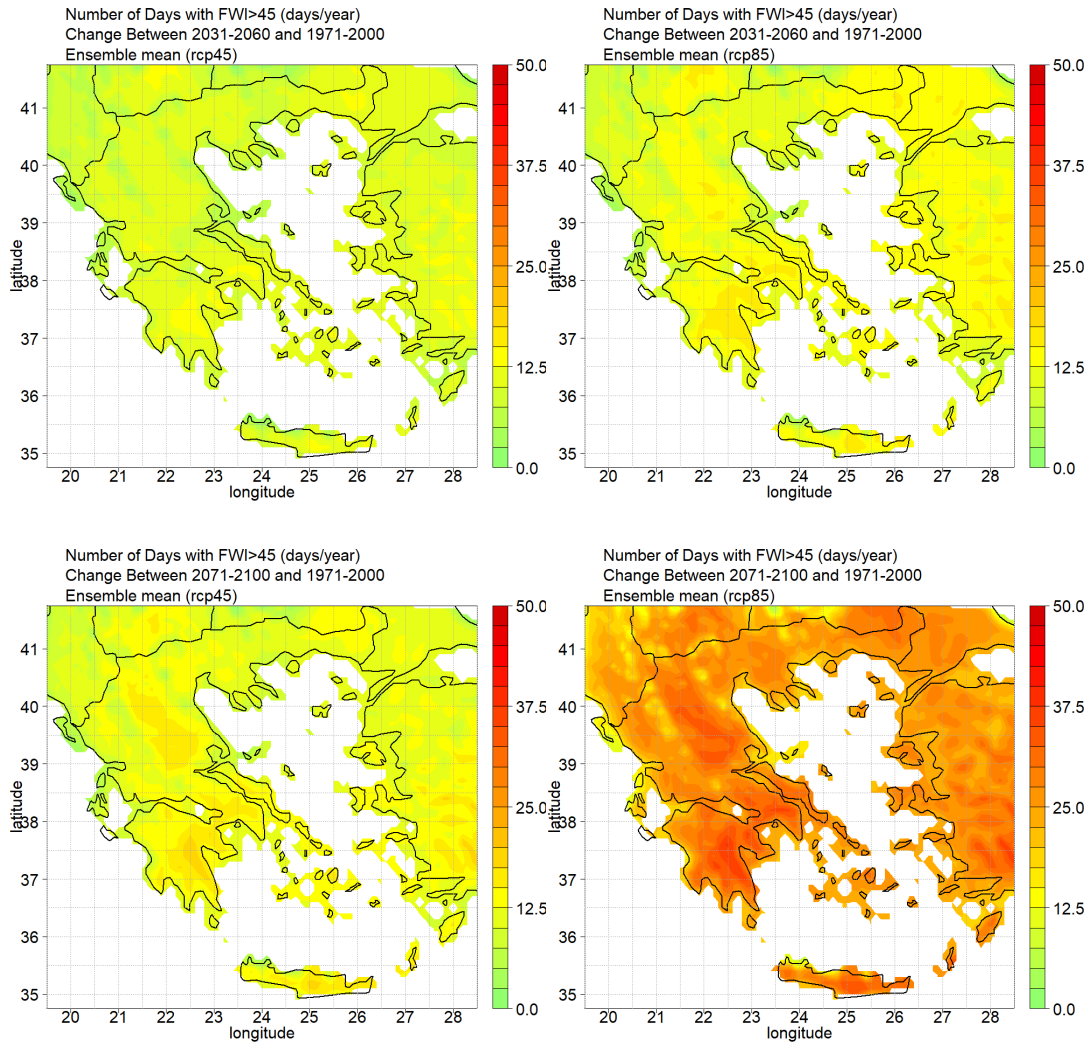 Number of Days with FWI>45 (days/year)
Change Between 2031-2060 and 1971-2000
Ensemble mean (rcp45)
50.0
37.5
25.0
12.5
0.0
41
40
39
38
37
36
35
latitude
20 21 22 23 24 25 26 27 28
longitude
Number of Days with FWI>45 (days/year)
Change Between 2031-2060 and 1971-2000
Ensemble mean (rcp85)
50.0
37.5
25.0
12.5
0.0
41
40
39
38
37
36
35
latitude
20 21 22 23 24 25 26 27 28
longitude
Number of Days with FWI>45 (days/year)
Change Between 2071-2100 and 1971-2000
Ensemble mean (rcp45)
50.0
37.5
25.0
12.5
0.0
41
40
39
38
37
36
35
latitude
20 21 22 23 24 25 26 27 28
longitude
Number of Days with FWI>45 (days/year)
Change Between 2071-2100 and 1971-2000
Ensemble mean (rcp85)
50.0
37.5
25.0
12.5
0.0
41
40
39
38
37
36
35
latitude
20 21 22 23 24 25 26 27 28
longitude